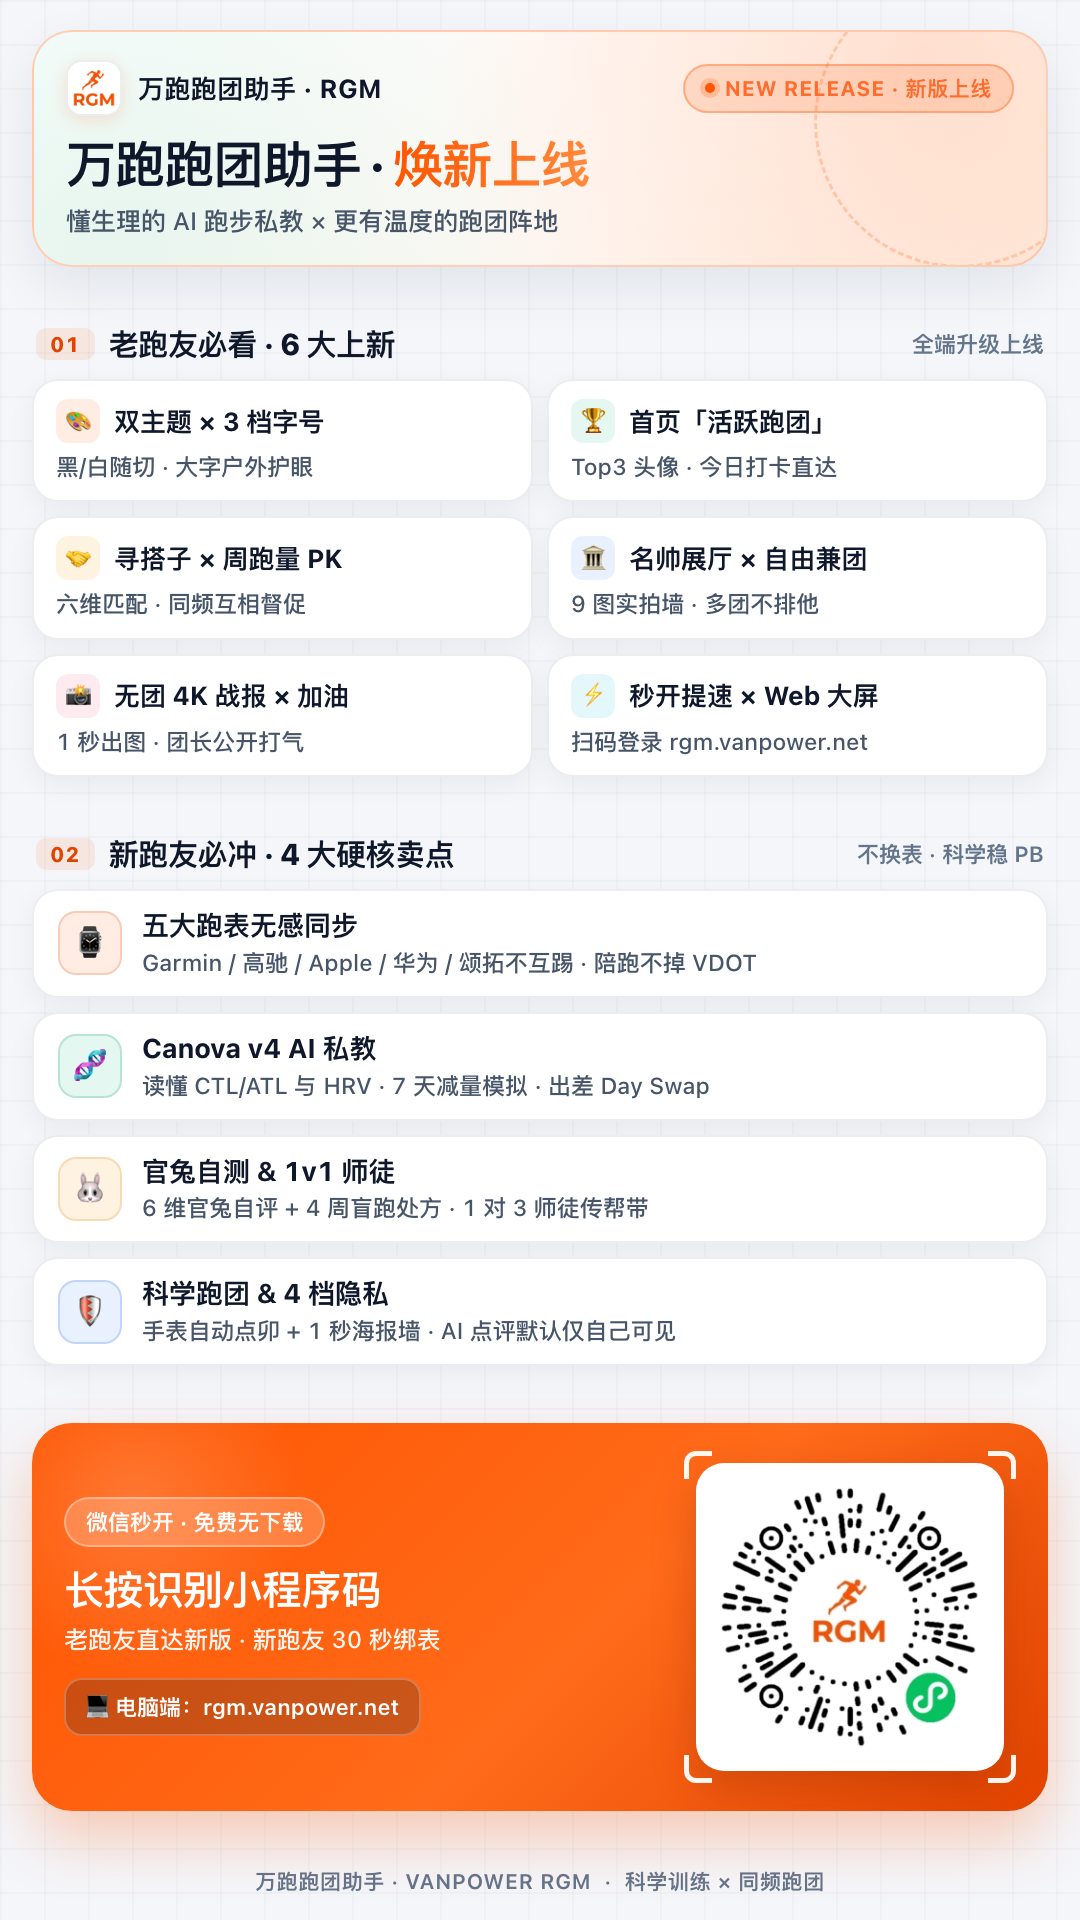 RGM
万跑跑团助手 · RGM
NEW RELEASE · 新版上线
万跑跑团助手 · 焕新上线
懂生理的 AI 跑步私教 × 更有温度的跑团阵地
01
老跑友必看 · 6 大上新
全端升级上线
双主题 × 3 档字号
黑/白随切 · 大字户外护眼
首页「活跃跑团」
Top3 头像 · 今日打卡直达
寻搭子 × 周跑量 PK
六维匹配 · 同频互相督促
名帅展厅 × 自由兼团
9 图实拍墙 · 多团不排他
无团 4K 战报 × 加油
1 秒出图 · 团长公开打气
秒开提速 × Web 大屏
扫码登录 rgm.vanpower.net
02
新跑友必冲 · 4 大硬核卖点
不换表 · 科学稳 PB
五大跑表无感同步
Garmin / 高驰 / Apple / 华为 / 颂拓不互踢 · 陪跑不掉 VDOT
Canova v4 AI 私教
读懂 CTL/ATL 与 HRV · 7 天减量模拟 · 出差 Day Swap
官兔自测 & 1v1 师徒
6 维官兔自评 + 4 周盲跑处方 · 1 对 3 师徒传帮带
科学跑团 & 4 档隐私
手表自动点卯 + 1 秒海报墙 · AI 点评默认仅自己可见
微信秒开 · 免费无下载
长按识别小程序码
老跑友直达新版 · 新跑友 30 秒绑表
电脑端：rgm.vanpower.net
RGM
万跑跑团助手 · VANPOWER RGM · 科学训练 × 同频跑团